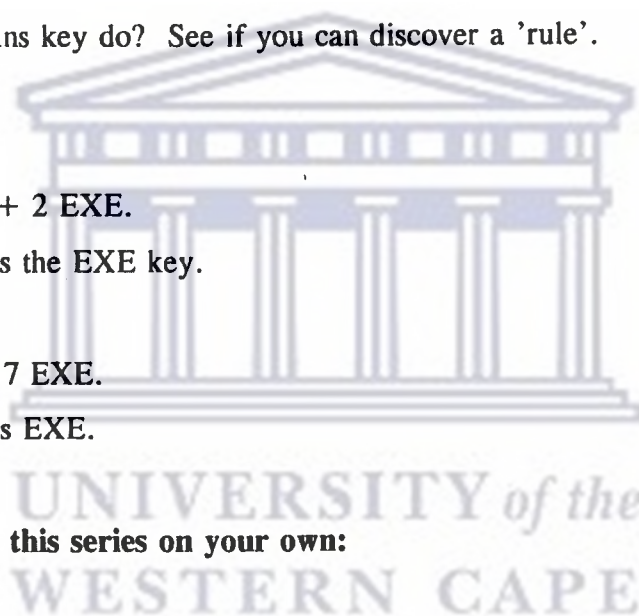 ins key do? See if you can discover a 'rule'.
+ 2 EXE.
s the EXE key.
7 EXE.
s EXE.
UNIVERSITY of the
this series on your own:
WESTERN CAPE